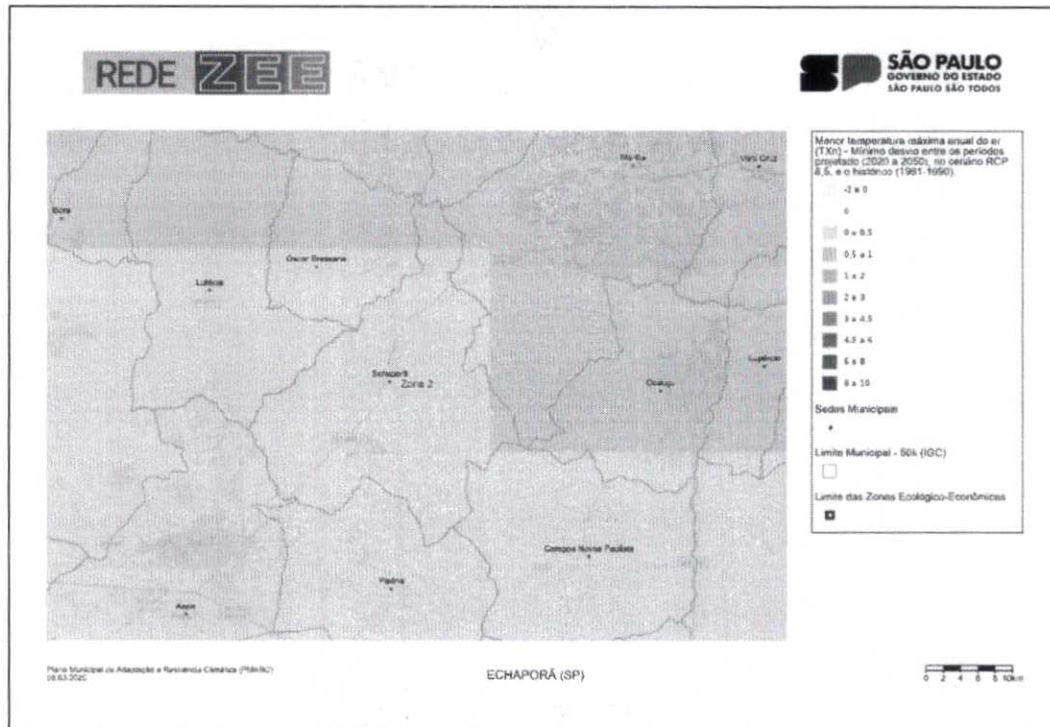 REDE ZEE
SÃO PAULO
GOVERNO DO ESTADO
SÃO PAULO SÃO TODOS
Menor temperatura máxima anual do ar
(TXn) - Mínimo desvio entre os períodos
projetado (2020 a 2050), no cenário RCP
8,5, e o histórico (1961-1990).
-2 a 0
0
0 a 0,5
0,5 a 1
1 a 2
2 a 3
3 a 4,5
4,5 a 6
6 a 8
8 a 10
Sedes Municipais
Limite Municipal - 50k (IGC)
Limite das Zonas Ecológico-Econômicas
Marília
Vera Cruz
Borá
Oscar Bressane
Lutécia
Lupércio
Echaporã
Zona 2
Ocauçu
Campos Novos Paulista
Platina
Assis
Plano Municipal de Adaptação e Resiliência Climática
ECHAPORÃ (SP)
0 2 4 6 8 10km